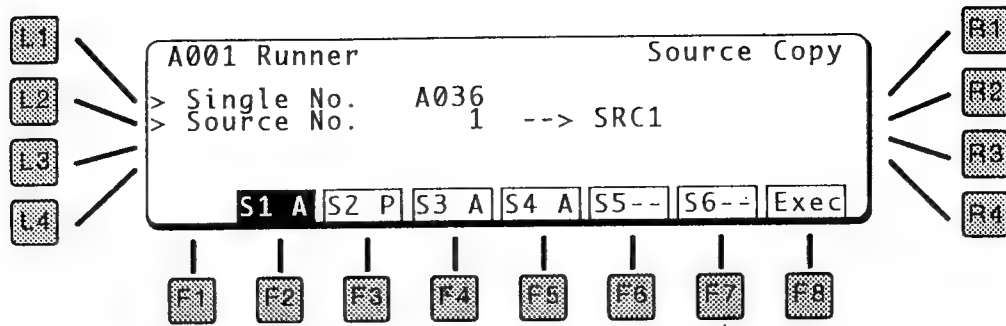 L1
L2
L3
L4
A001 Runner Source Copy
> Single No. A036
> Source No. 1 --> SRC1
S1 A S2 P S3 A S4 A S5-- S6-- Exec
R1
R2
R3
R4
F1 F2 F3 F4 F5 F6 F7 F8